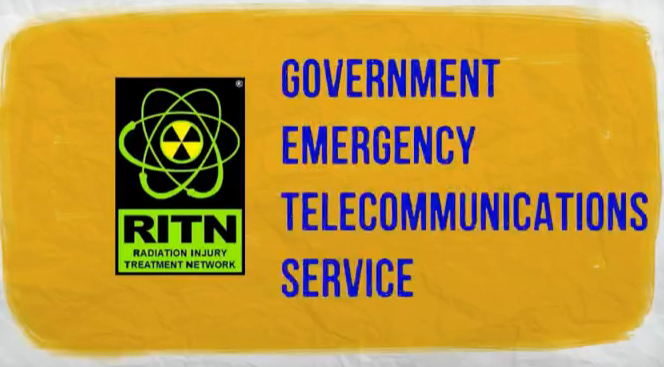 ®
RITN
RADIATION INJURY
TREATMENT NETWORK
GOVERNMENT
EMERGENCY
TELECOMMUNICATIONS
SERVICE